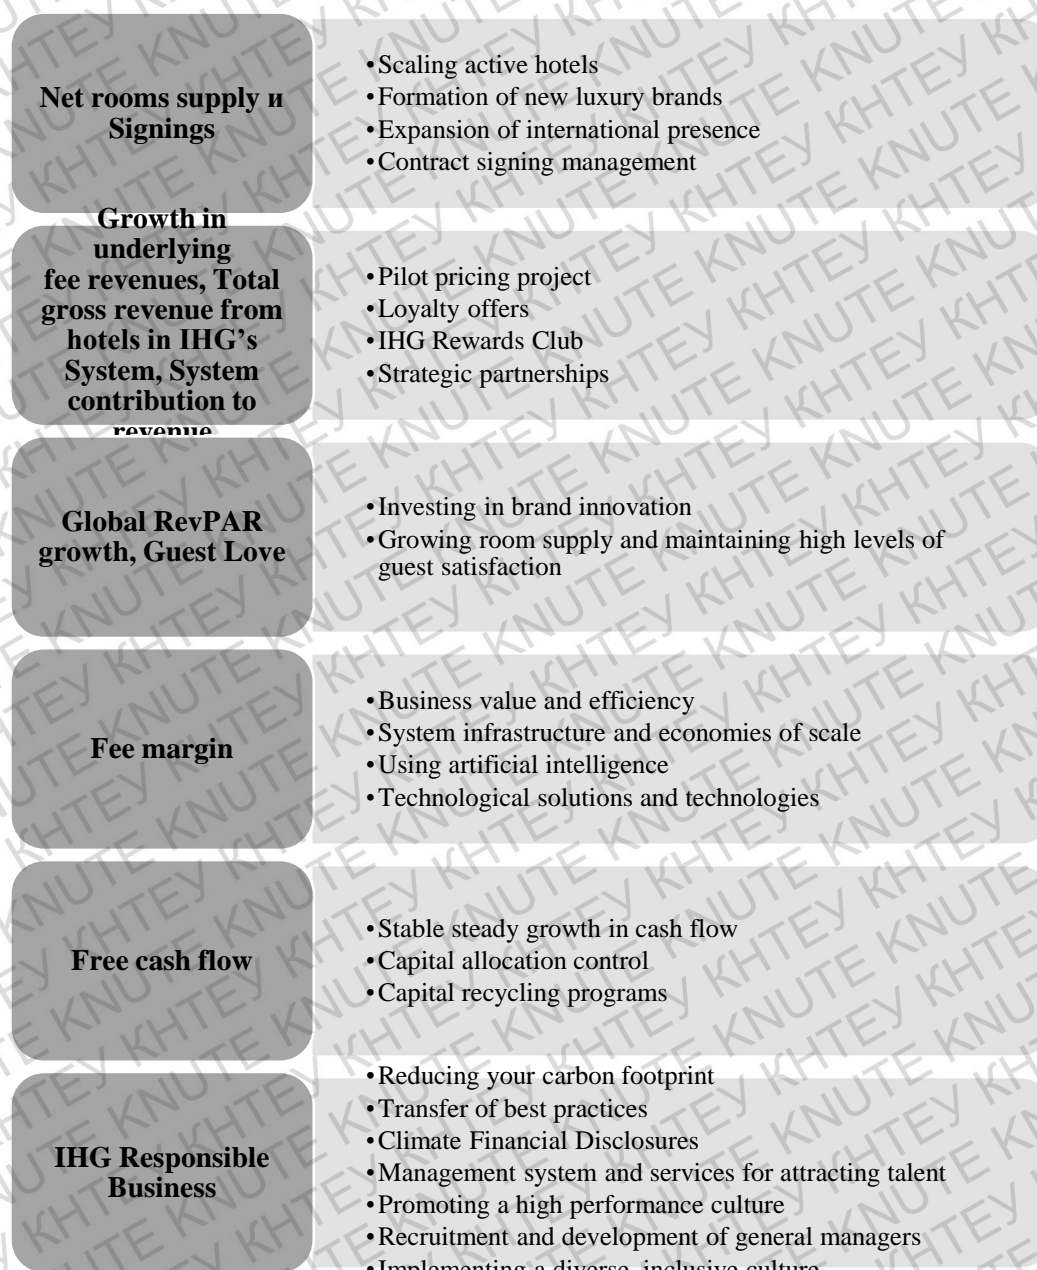 Net rooms supply и
Signings
•Scaling active hotels
•Formation of new luxury brands
•Expansion of international presence
•Contract signing management
Growth in
underlying
fee revenues, Total
gross revenue from
hotels in IHG’s
System, System
contribution to
revenue
•Pilot pricing project
•Loyalty offers
•IHG Rewards Club
•Strategic partnerships
Global RevPAR
growth, Guest Love
•Investing in brand innovation
•Growing room supply and maintaining high levels of
guest satisfaction
Fee margin
•Business value and efficiency
•System infrastructure and economies of scale
•Using artificial intelligence
•Technological solutions and technologies
Free cash flow
•Stable steady growth in cash flow
•Capital allocation control
•Capital recycling programs
IHG Responsible
Business
•Reducing your carbon footprint
•Transfer of best practices
•Climate Financial Disclosures
•Management system and services for attracting talent
•Promoting a high performance culture
•Recruitment and development of general managers
•Implementing a diverse, inclusive culture